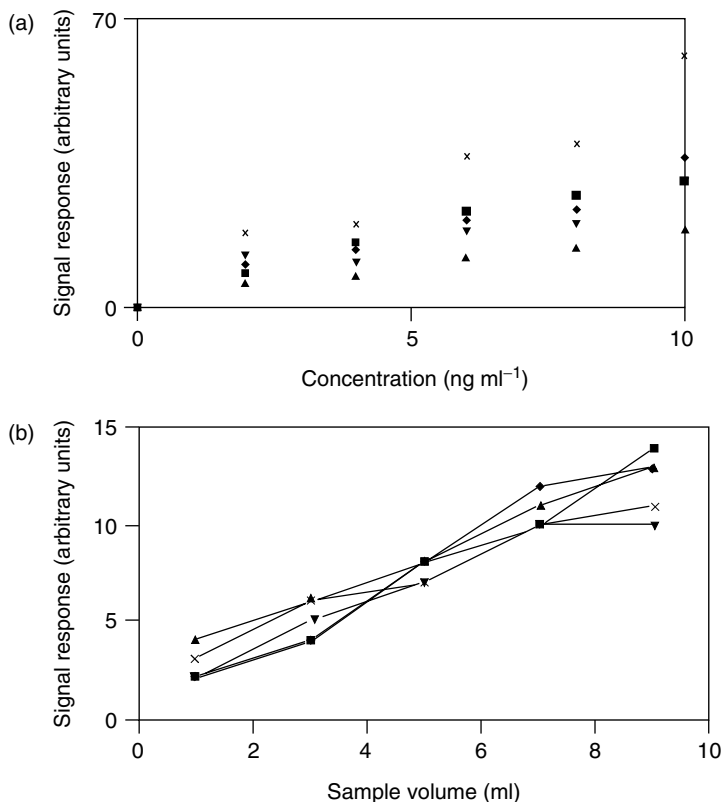 (a)
Signal response (arbitrary units)
70
0
0
5
10
Concentration (ng ml⁻¹)
(b)
Signal response (arbitrary units)
15
10
5
0
0
2
4
6
8
10
Sample volume (ml)